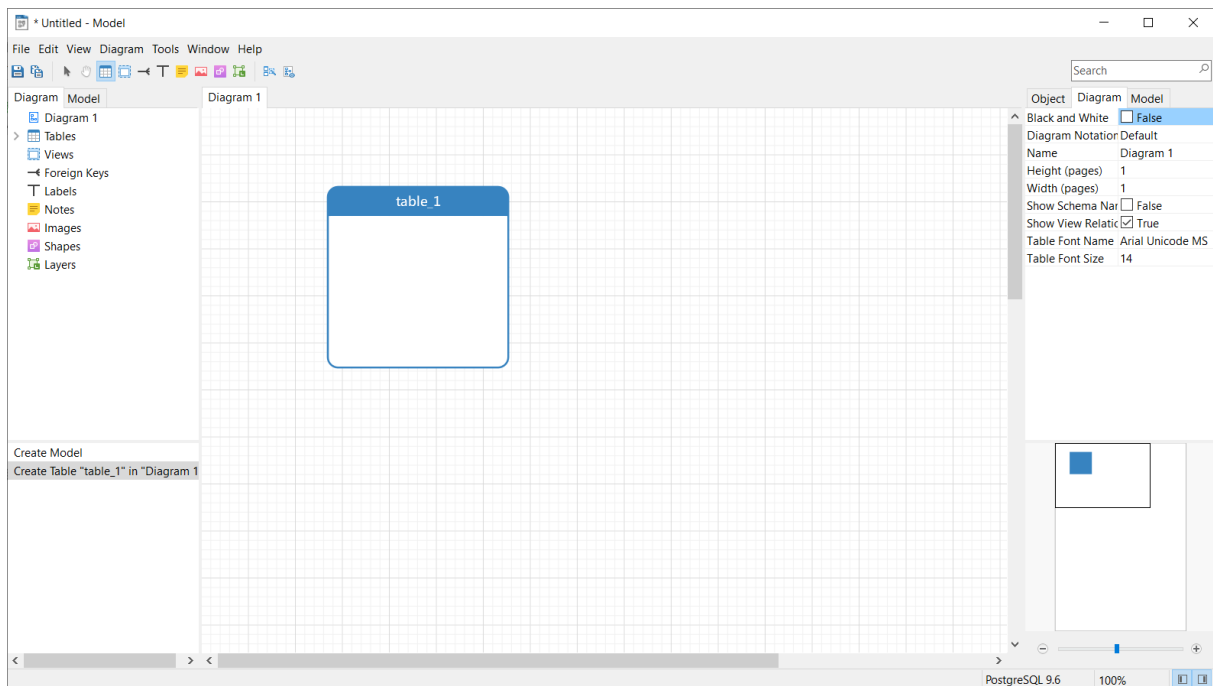 * Untitled - Model
File Edit View Diagram Tools Window Help
Search
Diagram Model
Diagram 1
Object Diagram Model
Diagram 1
Tables
Views
Foreign Keys
Labels
Notes
Images
Shapes
Layers
table_1
Black and White False
Diagram Notation Default
Name Diagram 1
Height (pages) 1
Width (pages) 1
Show Schema Nar False
Show View Relatic True
Table Font Name Arial Unicode MS
Table Font Size 14
Create Model
Create Table "table_1" in "Diagram 1
PostgreSQL 9.6 100%